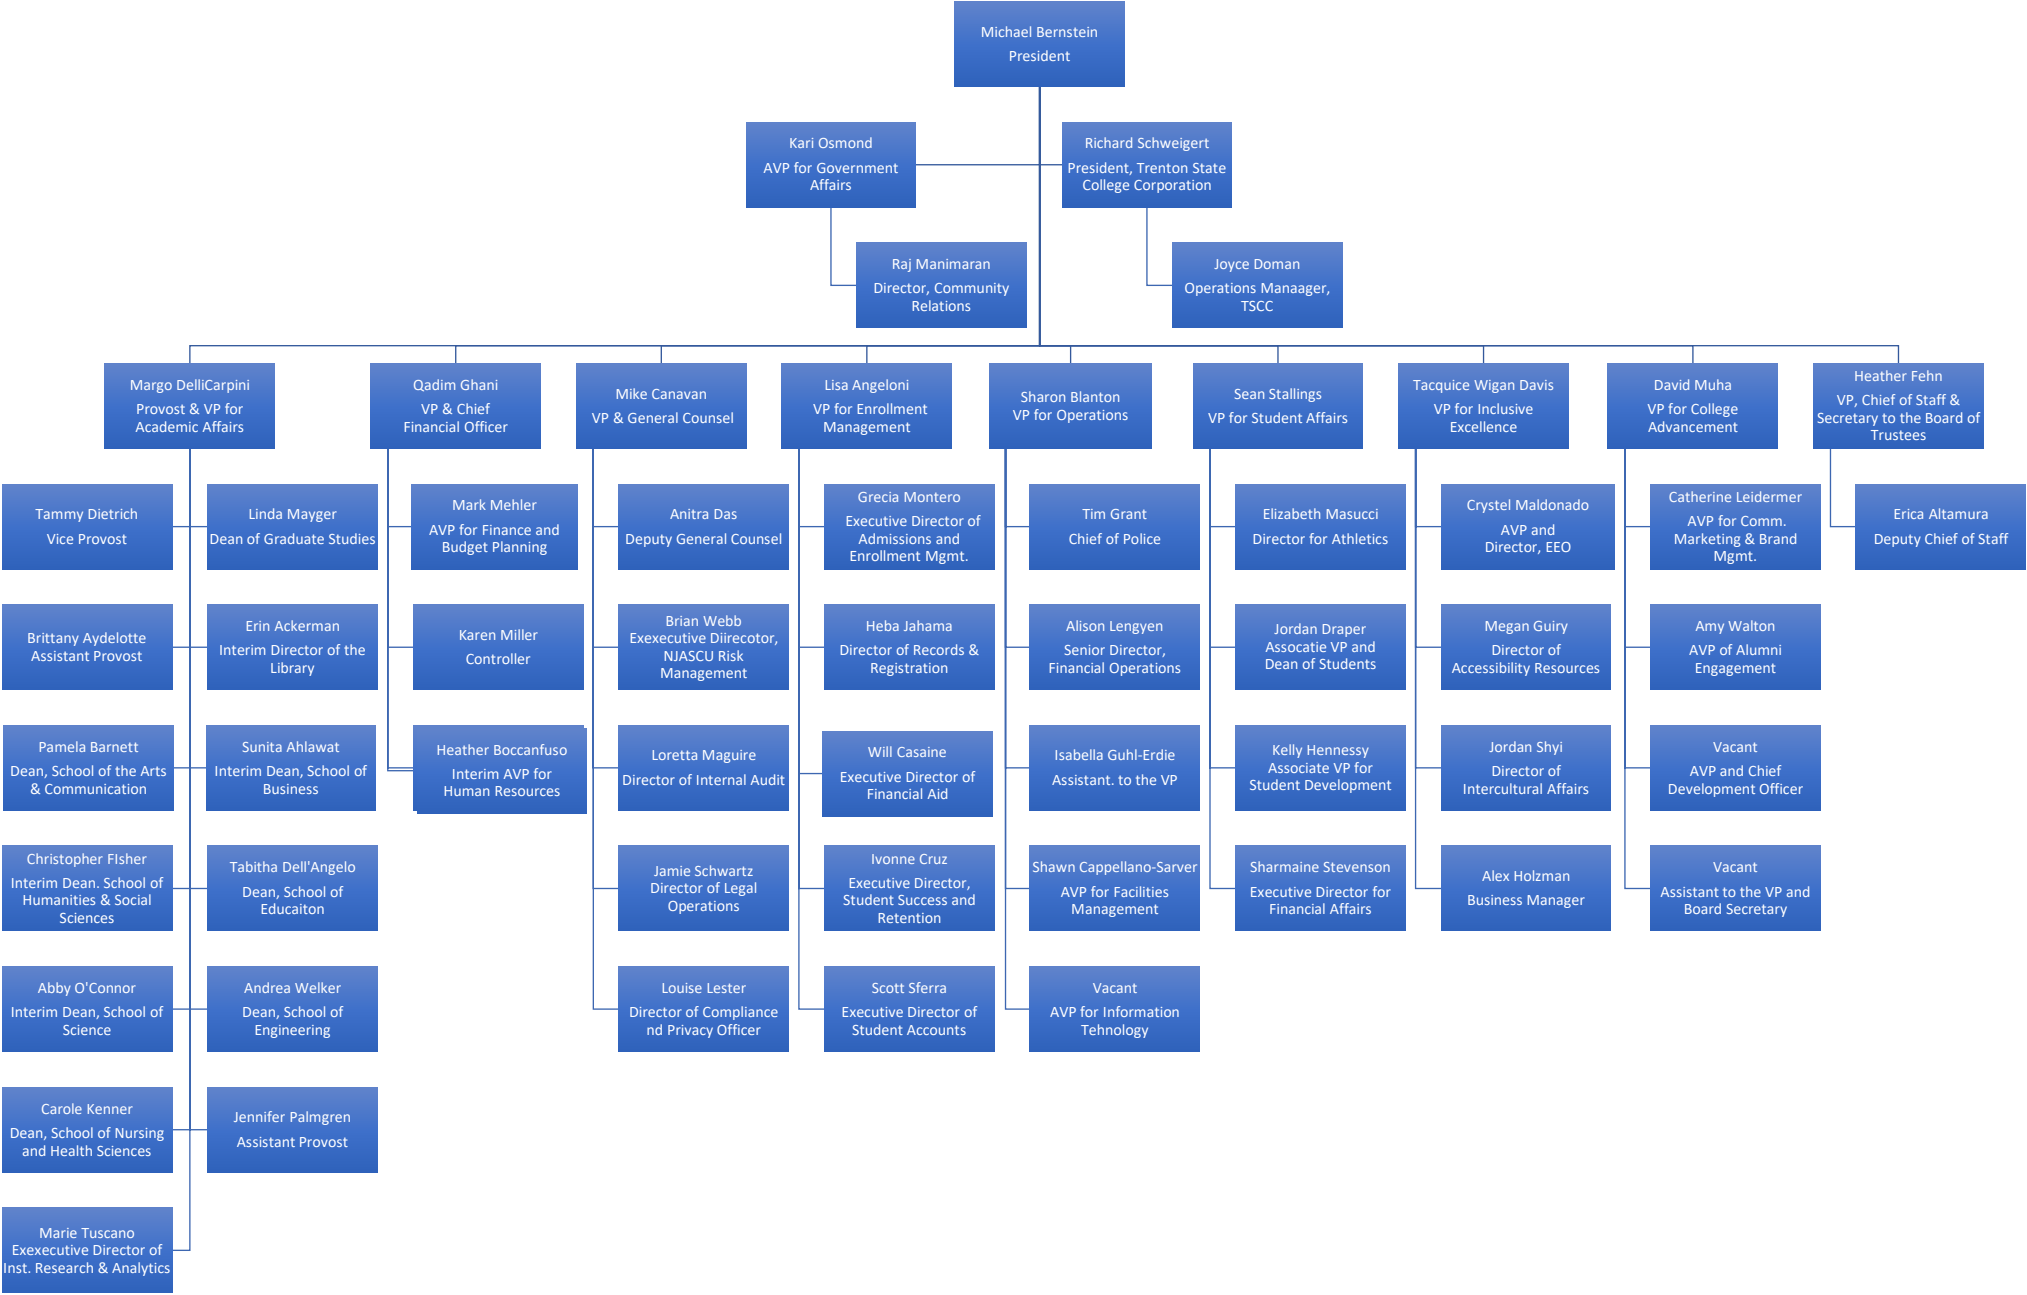 Michael Bernstein
President
Kari Osmond
AVP for Government
Affairs
Richard Schweigert
President, Trenton State
College Corporation
Raj Manimaran
Director, Community
Relations
Joyce Doman
Operations Manaager,
TSCC
Margo DelliCarpini
Provost & VP for
Academic Affairs
Qadim Ghani
VP & Chief
Financial Officer
Mike Canavan
VP & General Counsel
Lisa Angeloni
VP for Enrollment
Management
Sharon Blanton
VP for Operations
Sean Stallings
VP for Student Affairs
Tacquice Wigan Davis
VP for Inclusive
Excellence
David Muha
VP for College
Advancement
Heather Fehn
VP, Chief of Staff &
Secretary to the Board of
Trustees
Tammy Dietrich
Vice Provost
Linda Mayger
Dean of Graduate Studies
Mark Mehler
AVP for Finance and
Budget Planning
Anitra Das
Deputy General Counsel
Grecia Montero
Executive Director of
Admissions and
Enrollment Mgmt.
Tim Grant
Chief of Police
Elizabeth Masucci
Director for Athletics
Crystel Maldonado
AVP and
Director, EEO
Catherine Leidermer
AVP for Comm.
Marketing & Brand
Mgmt.
Erica Altamura
Deputy Chief of Staff
Brittany Aydelotte
Assistant Provost
Erin Ackerman
Interim Director of the
Library
Karen Miller
Controller
Brian Webb
Exexecutive Diirecotor,
NJASCU Risk
Management
Heba Jahama
Director of Records &
Registration
Alison Lengyen
Senior Director,
Financial Operations
Jordan Draper
Assocatie VP and
Dean of Students
Megan Guiry
Director of
Accessibility Resources
Amy Walton
AVP of Alumni
Engagement
Pamela Barnett
Dean, School of the Arts
& Communication
Sunita Ahlawat
Interim Dean, School of
Business
Heather Boccanfuso
Interim AVP for
Human Resources
Loretta Maguire
Director of Internal Audit
Will Casaine
Executive Director of
Financial Aid
Isabella Guhl-Erdie
Assistant. to the VP
Kelly Hennessy
Associate VP for
Student Development
Jordan Shyi
Director of
Intercultural Affairs
Vacant
AVP and Chief
Development Officer
Christopher FIsher
Interim Dean. School of
Humanities & Social
Sciences
Tabitha Dell'Angelo
Dean, School of
Educaiton
Jamie Schwartz
Director of Legal
Operations
Ivonne Cruz
Executive Director,
Student Success and
Retention
Shawn Cappellano-Sarver
AVP for Facilities
Management
Sharmaine Stevenson
Executive Director for
Financial Affairs
Alex Holzman
Business Manager
Vacant
Assistant to the VP and
Board Secretary
Abby O'Connor
Interim Dean, School of
Science
Andrea Welker
Dean, School of
Engineering
Louise Lester
Director of Compliance
nd Privacy Officer
Scott Sferra
Executive Director of
Student Accounts
Vacant
AVP for Information
Tehnology
Carole Kenner
Dean, School of Nursing
and Health Sciences
Jennifer Palmgren
Assistant Provost
Marie Tuscano
Exexecutive Director of
Inst. Research & Analytics